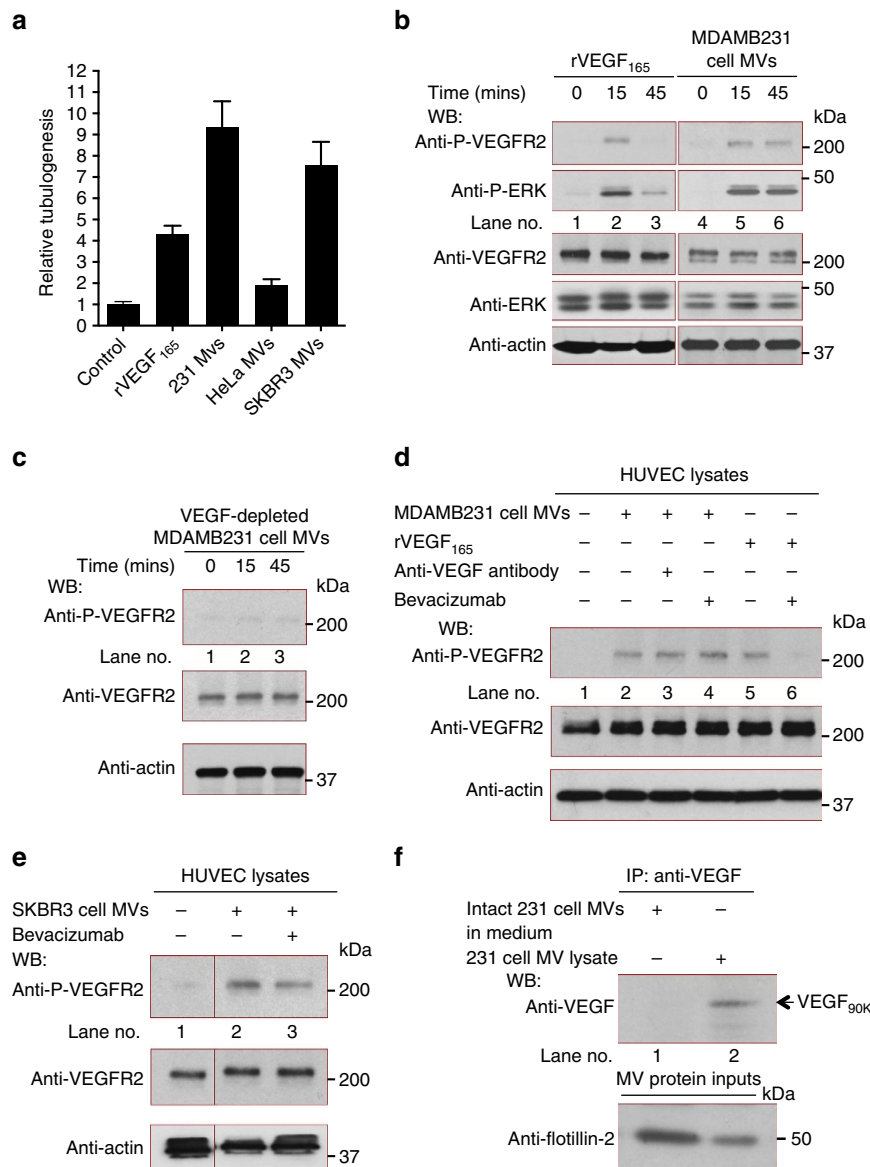 a
12
11
10
9
8
7
6
5
4
3
2
1
0
Relative tubulogenesis
Control
rVEGF165
231 Mvs
HeLa MVs
SKBR3 MVs
b
rVEGF165
MDAMB231
cell MVs
Time (mins) 0 15 45 0 15 45
WB: kDa
Anti-P-VEGFR2 200
50
Anti-P-ERK
Lane no. 1 2 3 4 5 6
Anti-VEGFR2 200
50
Anti-ERK
Anti-actin 37
c
VEGF-depleted
MDAMB231 cell MVs
Time (mins) 0 15 45
WB: kDa
Anti-P-VEGFR2 200
Lane no. 1 2 3
Anti-VEGFR2 200
Anti-actin 37
d
HUVEC lysates
MDAMB231 cell MVs – + + + – –
rVEGF165 – – – – + +
Anti-VEGF antibody – – + – – –
Bevacizumab – – – + – +
WB: kDa
Anti-P-VEGFR2 200
Lane no. 1 2 3 4 5 6
Anti-VEGFR2 200
Anti-actin 37
e
HUVEC lysates
SKBR3 cell MVs – + +
Bevacizumab – – +
WB: kDa
Anti-P-VEGFR2 200
Lane no. 1 2 3
Anti-VEGFR2 200
Anti-actin 37
f
IP: anti-VEGF
Intact 231 cell MVs + –
in medium
231 cell MV lysate – +
WB:
Anti-VEGF VEGF90K
Lane no. 1 2
MV protein inputs
kDa
Anti-flotillin-2 50